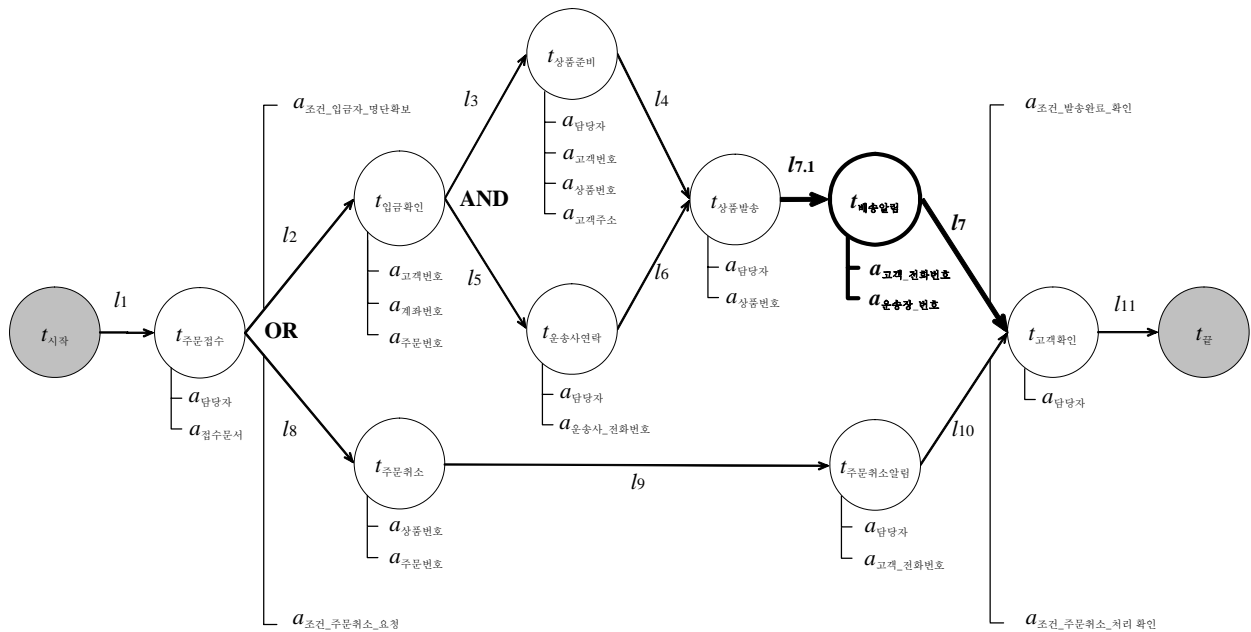 t상품준비
a조건_입금자_명단확보
l3
l4
a조건_발송완료_확인
a담당자
a고객번호
a상품번호
a고객주소
l7.1
t입금확인
AND
t상품발송
t배송알림
l7
l2
l5
l6
a고객번호
a계좌번호
a주문번호
a담당자
a상품번호
a고객_전화번호
a운송장_번호
l1
l11
t시작
t주문접수
OR
t운송사연락
t고객확인
t끝
a담당자
a접수문서
a담당자
a운송사_전화번호
a담당자
l8
l10
t주문취소
l9
t주문취소알림
a상품번호
a주문번호
a담당자
a고객_전화번호
a조건_주문취소_요청
a조건_주문취소_처리 확인